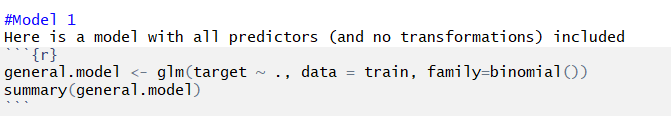 #Model 1
Here is a model with all predictors (and no transformations) included
```{r}
general.model <- glm(target ~ ., data = train, family=binomial())
summary(general.model)
```